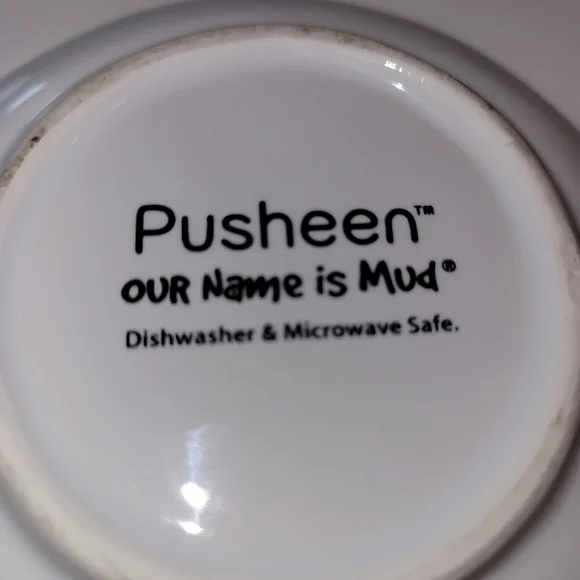 Pusheen™
OUR Name is Mud®
Dishwasher & Microwave Safe.